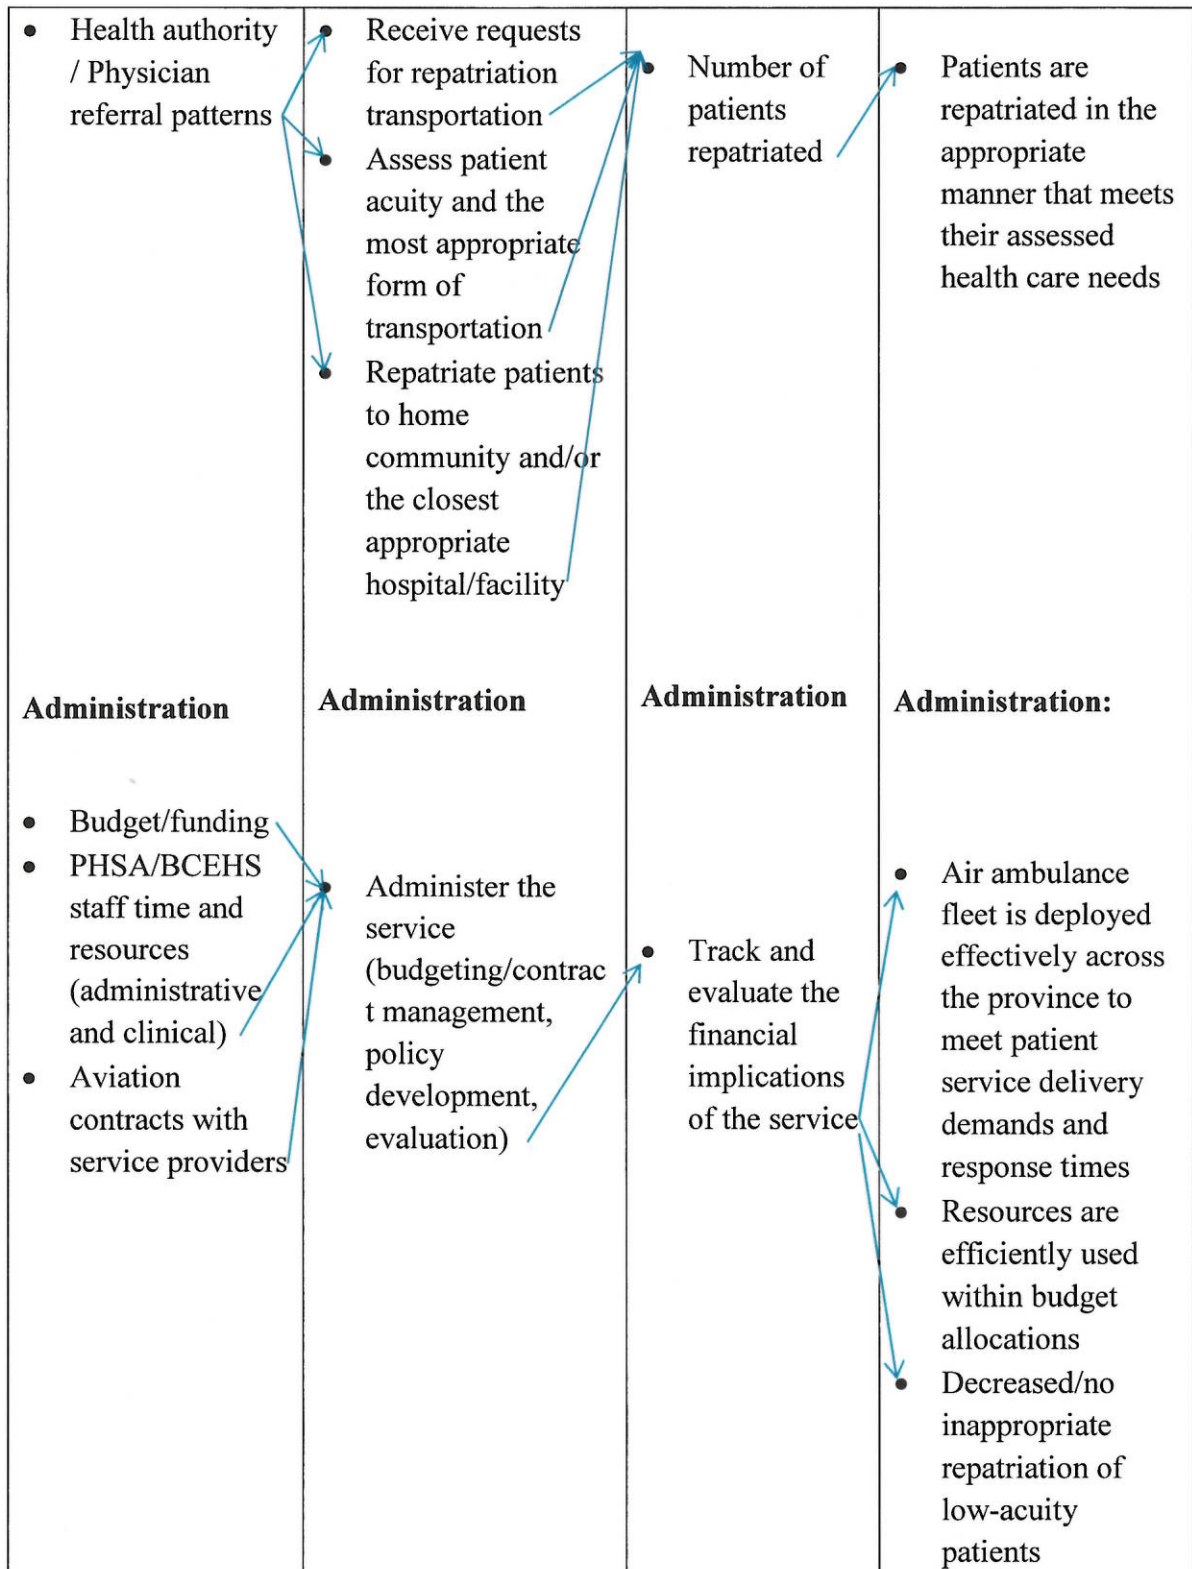 Health authority
/ Physician
referral patterns
Receive requests
for repatriation
transportation
Assess patient
acuity and the
most appropriate
form of
transportation
Repatriate patients
to home
community and/or
the closest
appropriate
hospital/facility
Number of
patients
repatriated
Patients are
repatriated in the
appropriate
manner that meets
their assessed
health care needs
Administration
Budget/funding
PHSA/BCEHS
staff time and
resources
(administrative
and clinical)
Aviation
contracts with
service providers
Administration
Administer the
service
(budgeting/contrac
t management,
policy
development,
evaluation)
Administration
Track and
evaluate the
financial
implications
of the service
Administration:
Air ambulance
fleet is deployed
effectively across
the province to
meet patient
service delivery
demands and
response times
Resources are
efficiently used
within budget
allocations
Decreased/no
inappropriate
repatriation of
low-acuity
patients